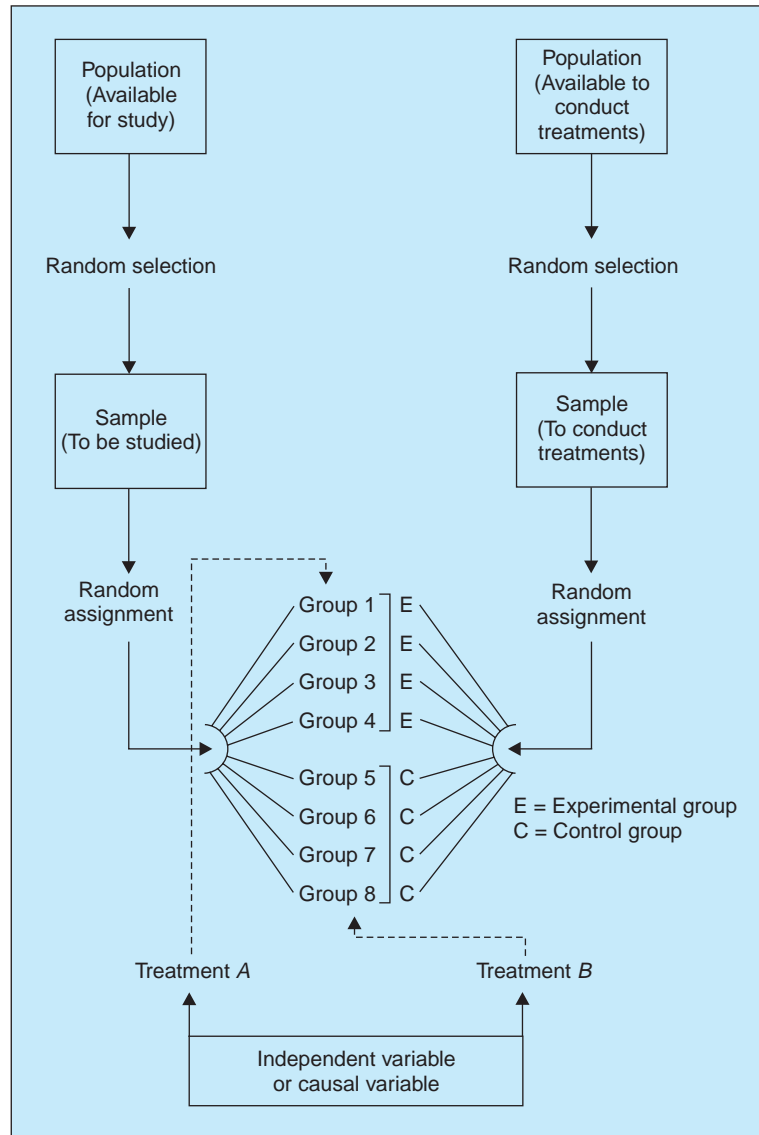 Population
(Available
for study)
Population
(Available to
conduct
treatments)
Random selection
Random selection
Sample
(To be studied)
Sample
(To conduct
treatments)
Random
assignment
Random
assignment
Group 1 E
Group 2 E
Group 3 E
Group 4 E
Group 5 C
Group 6 C
Group 7 C
Group 8 C
E = Experimental group
C = Control group
Treatment A
Treatment B
Independent variable
or causal variable